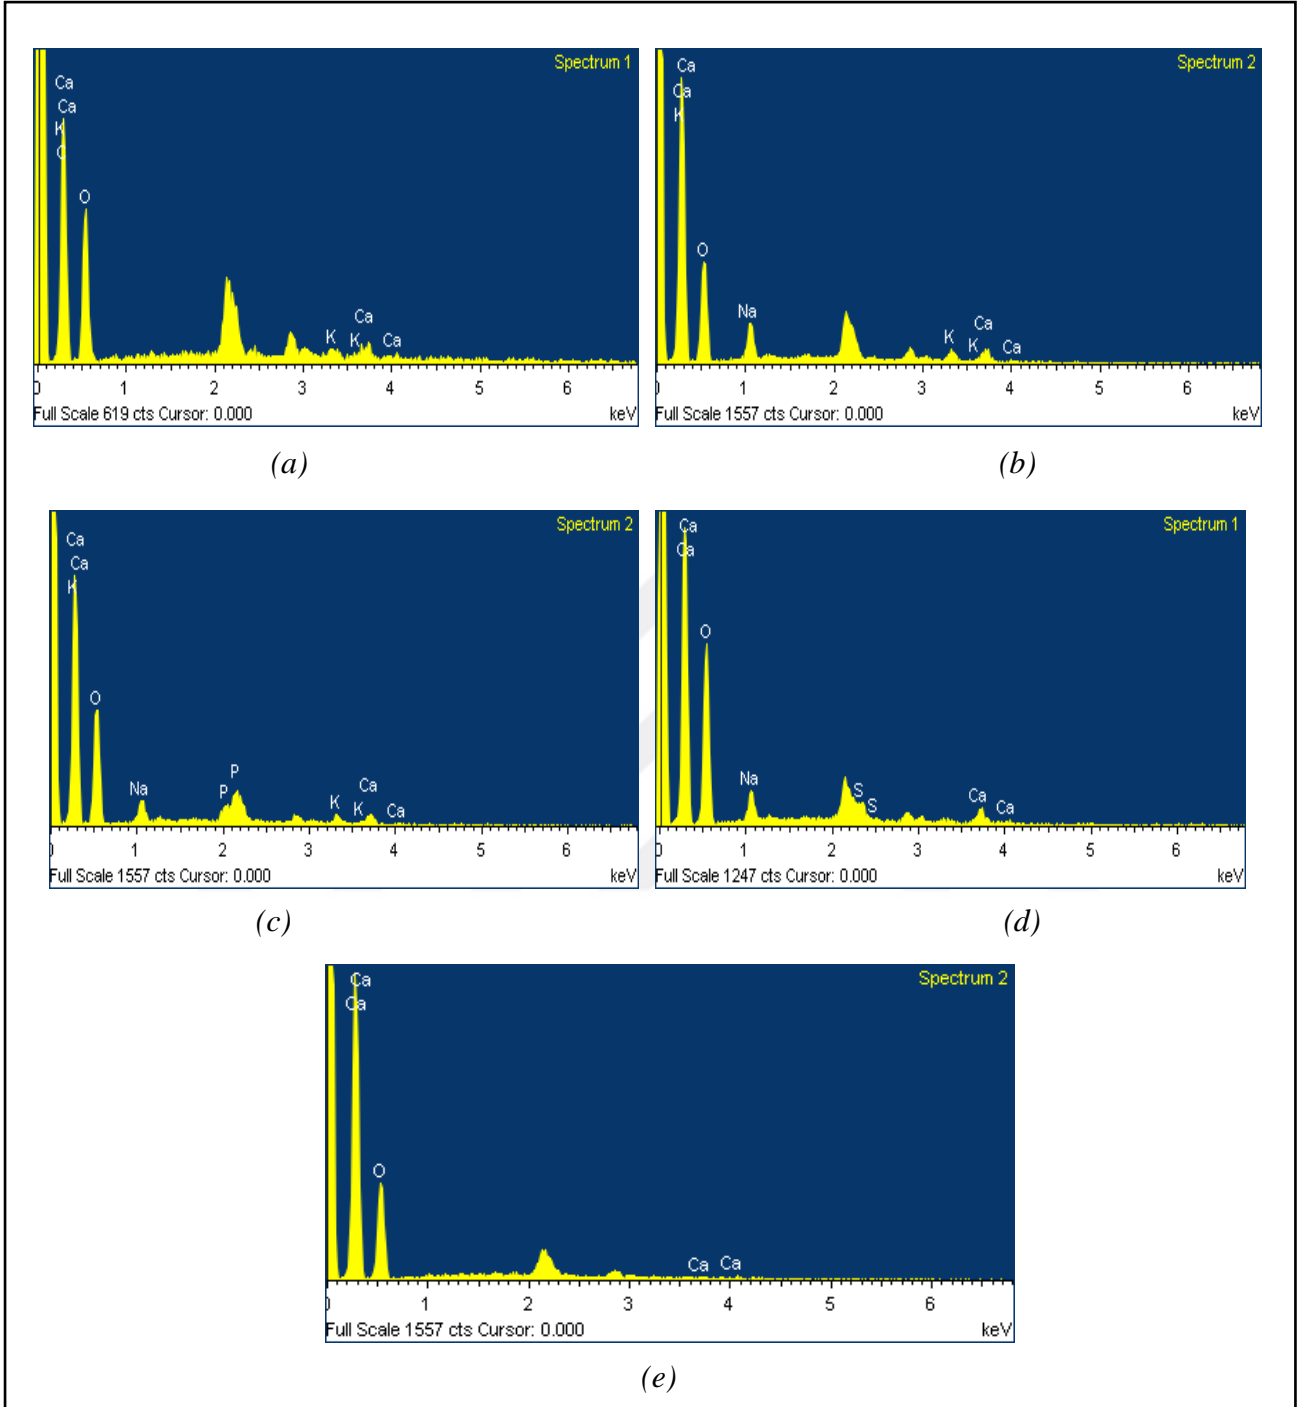 Spectrum 1
Ca
Ca
K
O
O
K
K
Ca
Ca
0 1 2 3 4 5 6
Full Scale 619 cts Cursor: 0.000 keV
(a)
Spectrum 2
Ca
Ca
K
O
Na
K
K
Ca
Ca
0 1 2 3 4 5 6
Full Scale 1557 cts Cursor: 0.000 keV
(b)
Spectrum 2
Ca
Ca
K
O
Na
P
P
K
K
Ca
Ca
0 1 2 3 4 5 6
Full Scale 1557 cts Cursor: 0.000 keV
(c)
Spectrum 1
Ca
Ca
O
Na
S
S
Ca
Ca
0 1 2 3 4 5 6
Full Scale 1247 cts Cursor: 0.000 keV
(d)
Spectrum 2
Ca
Ca
O
Ca Ca
0 1 2 3 4 5 6
Full Scale 1557 cts Cursor: 0.000 keV
(e)